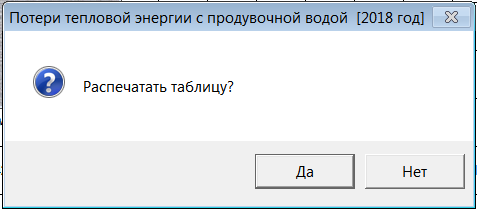 Потери тепловой энергии с продувочной водой [2018 год]
Распечатать таблицу?
Да
Нет